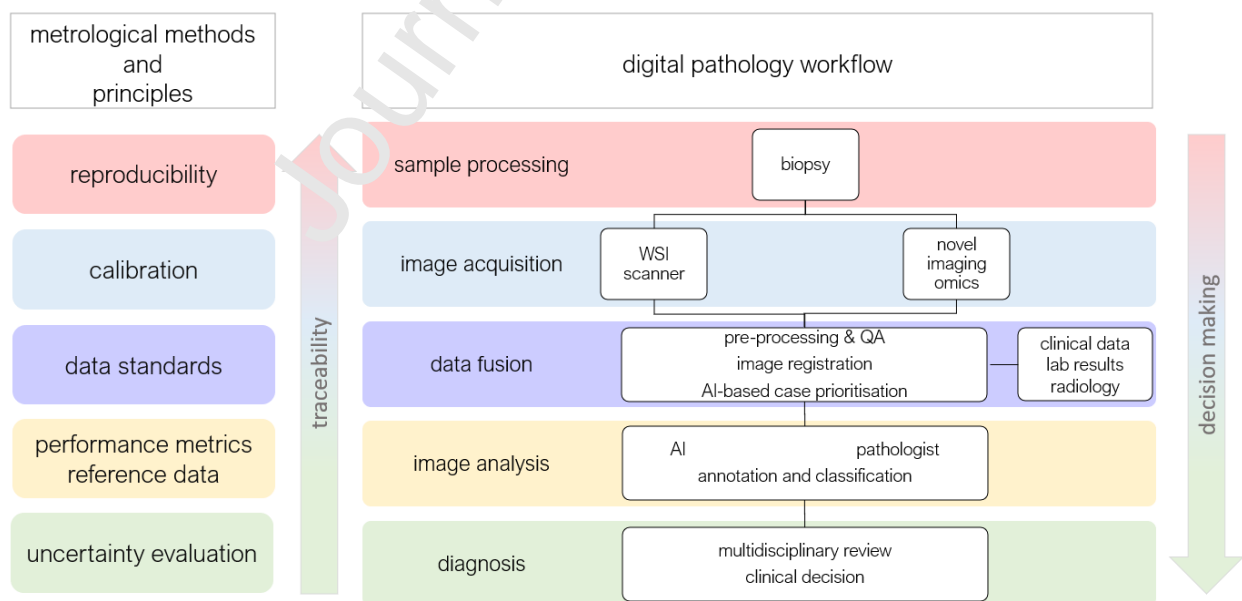 metrological methods
and
principles
digital pathology workflow
Journ
reproducibility
sample processing
biopsy
calibration
image acquisition
WSI
scanner
novel
imaging
omics
data standards
data fusion
pre-processing & QA
image registration
AI-based case prioritisation
clinical data
lab results
radiology
performance metrics
reference data
image analysis
AI pathologist
annotation and classification
uncertainty evaluation
diagnosis
multidisciplinary review
clinical decision
traceability
decision making